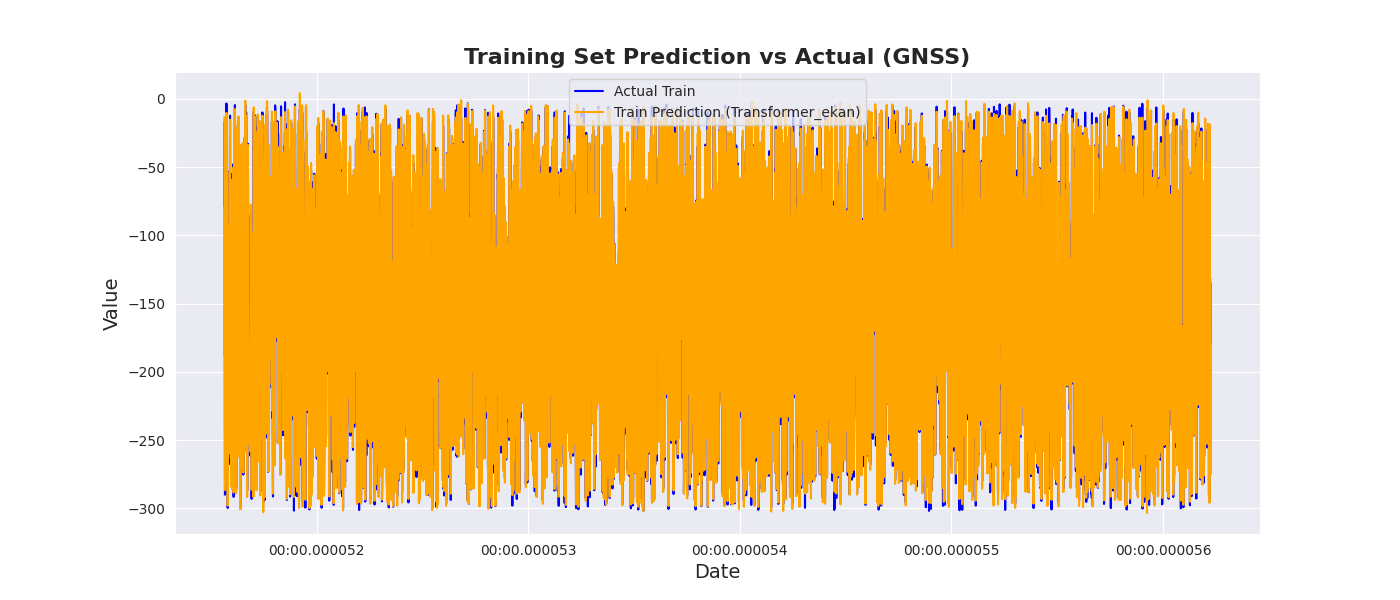 Training Set Prediction vs Actual (GNSS)
Actual Train
Train Prediction (Transformer_ekan)
Value
0
−50
−100
−150
−200
−250
−300
00:00.000052 00:00.000053 00:00.000054 00:00.000055 00:00.000056
Date